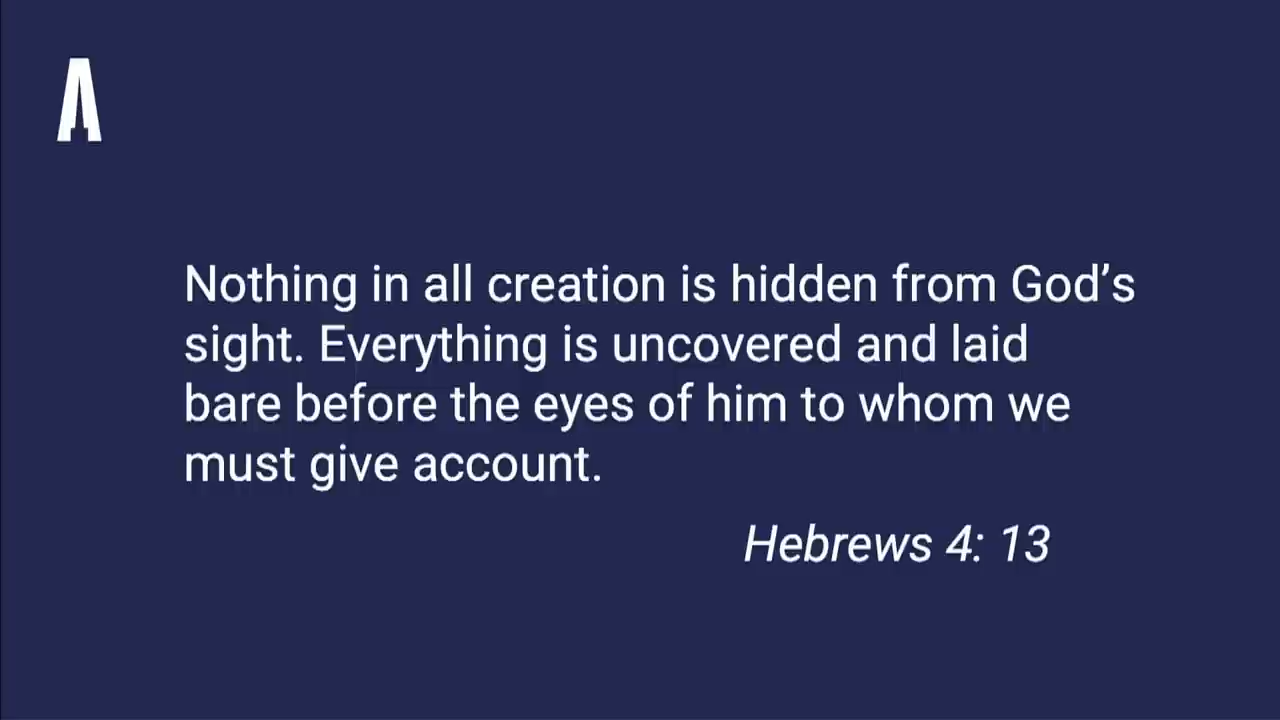 A
Nothing in all creation is hidden from God’s
sight. Everything is uncovered and laid
bare before the eyes of him to whom we
must give account.
Hebrews 4: 13